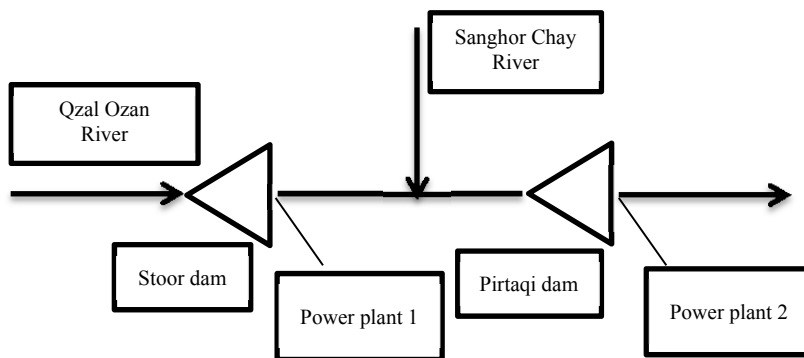 Sanghor Chay
River
Qzal Ozan
River
Stoor dam
Power plant 1
Pirtaqi dam
Power plant 2